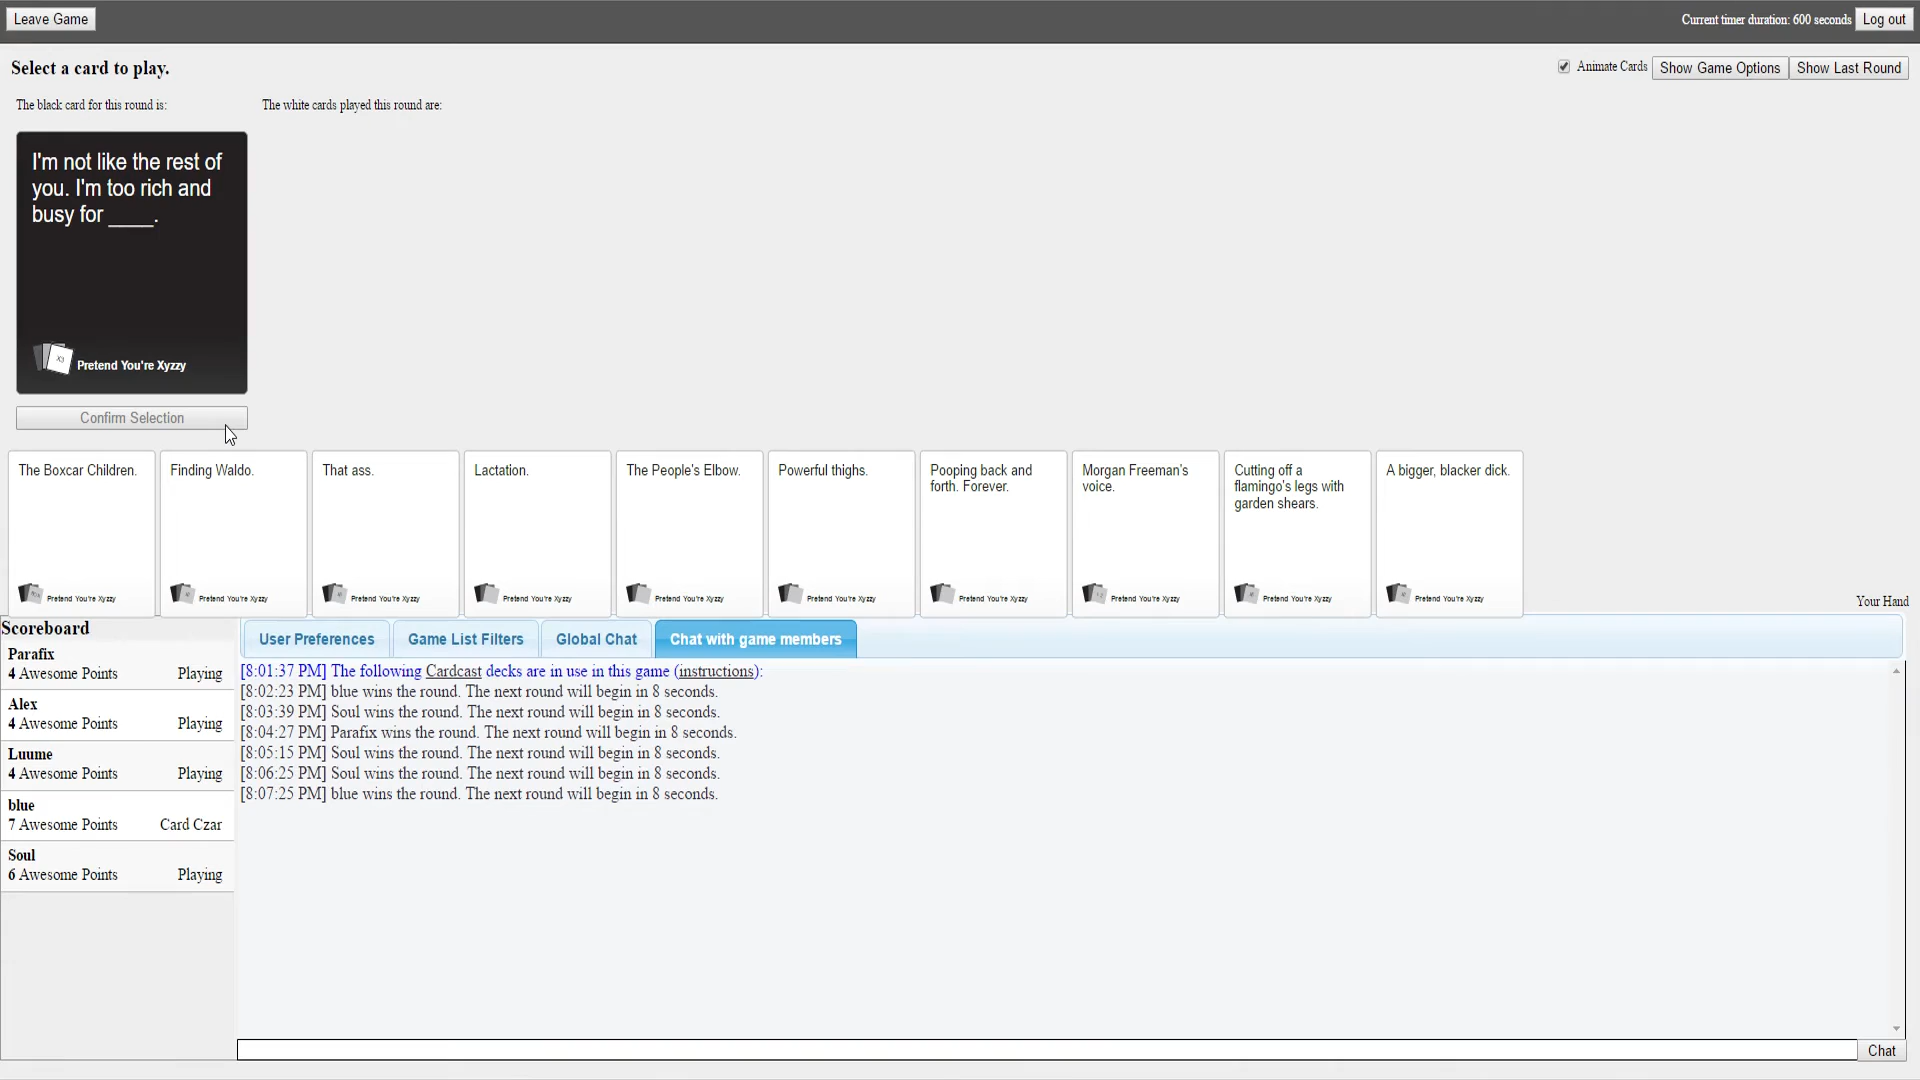 Leave Game
Current timer duration: 600 seconds
Log out
Select a card to play.
Animate Cards
Show Game Options
Show Last Round
The black card for this round is:
The white cards played this round are:
I'm not like the rest of
you. I'm too rich and
busy for ____.
Pretend You're Xyzzy
Confirm Selection
The Boxcar Children.
Pretend You're Xyzzy
Finding Waldo.
Pretend You're Xyzzy
That ass.
Pretend You're Xyzzy
Lactation.
Pretend You're Xyzzy
The People's Elbow.
Pretend You're Xyzzy
Powerful thighs.
Pretend You're Xyzzy
Pooping back and
forth. Forever.
Pretend You're Xyzzy
Morgan Freeman's
voice.
Pretend You're Xyzzy
Cutting off a
flamingo's legs with
garden shears.
Pretend You're Xyzzy
A bigger, blacker dick.
Pretend You're Xyzzy
Your Hand
Scoreboard
Parafix
4 Awesome Points Playing
Alex
4 Awesome Points Playing
Luume
4 Awesome Points Playing
blue
7 Awesome Points Card Czar
Soul
6 Awesome Points Playing
User Preferences
Game List Filters
Global Chat
Chat with game members
[8:01:37 PM] The following Cardcast decks are in use in this game (instructions):
[8:02:23 PM] blue wins the round. The next round will begin in 8 seconds.
[8:03:39 PM] Soul wins the round. The next round will begin in 8 seconds.
[8:04:27 PM] Parafix wins the round. The next round will begin in 8 seconds.
[8:05:15 PM] Soul wins the round. The next round will begin in 8 seconds.
[8:06:25 PM] Soul wins the round. The next round will begin in 8 seconds.
[8:07:25 PM] blue wins the round. The next round will begin in 8 seconds.
Chat